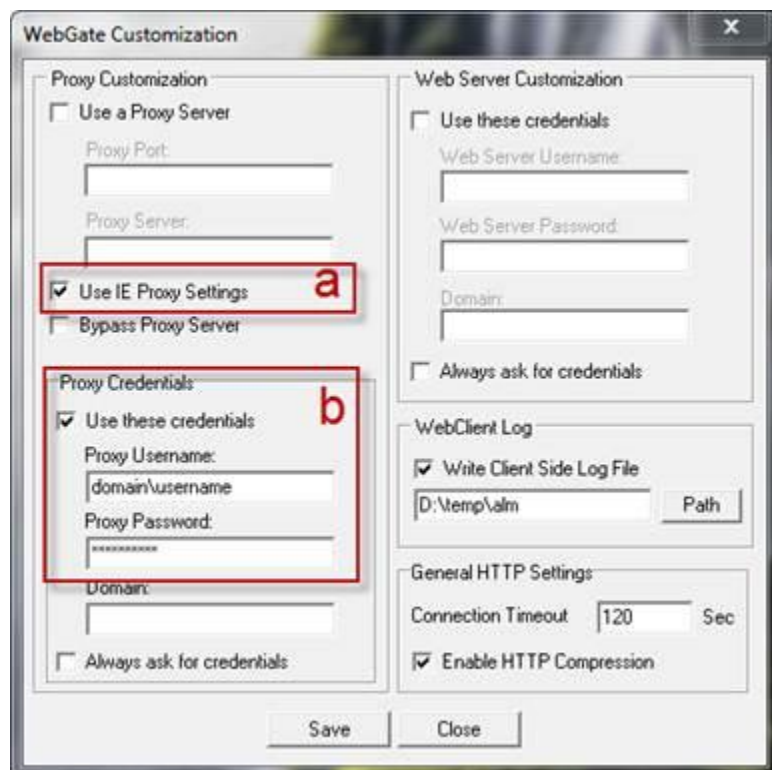 WebGate Customization
x
Proxy Customization
Use a Proxy Server
Proxy Port:
Proxy Server:
Use IE Proxy Settings
a
Bypass Proxy Server
Proxy Credentials
b
Use these credentials
Proxy Username:
domain\username
Proxy Password:
**********
Domain:
Always ask for credentials
Web Server Customization
Use these credentials
Web Server Username:
Web Server Password:
Domain:
Always ask for credentials
WebClient Log
Write Client Side Log File
D:\temp\alm
Path
General HTTP Settings
Connection Timeout 120 Sec
Enable HTTP Compression
Save Close